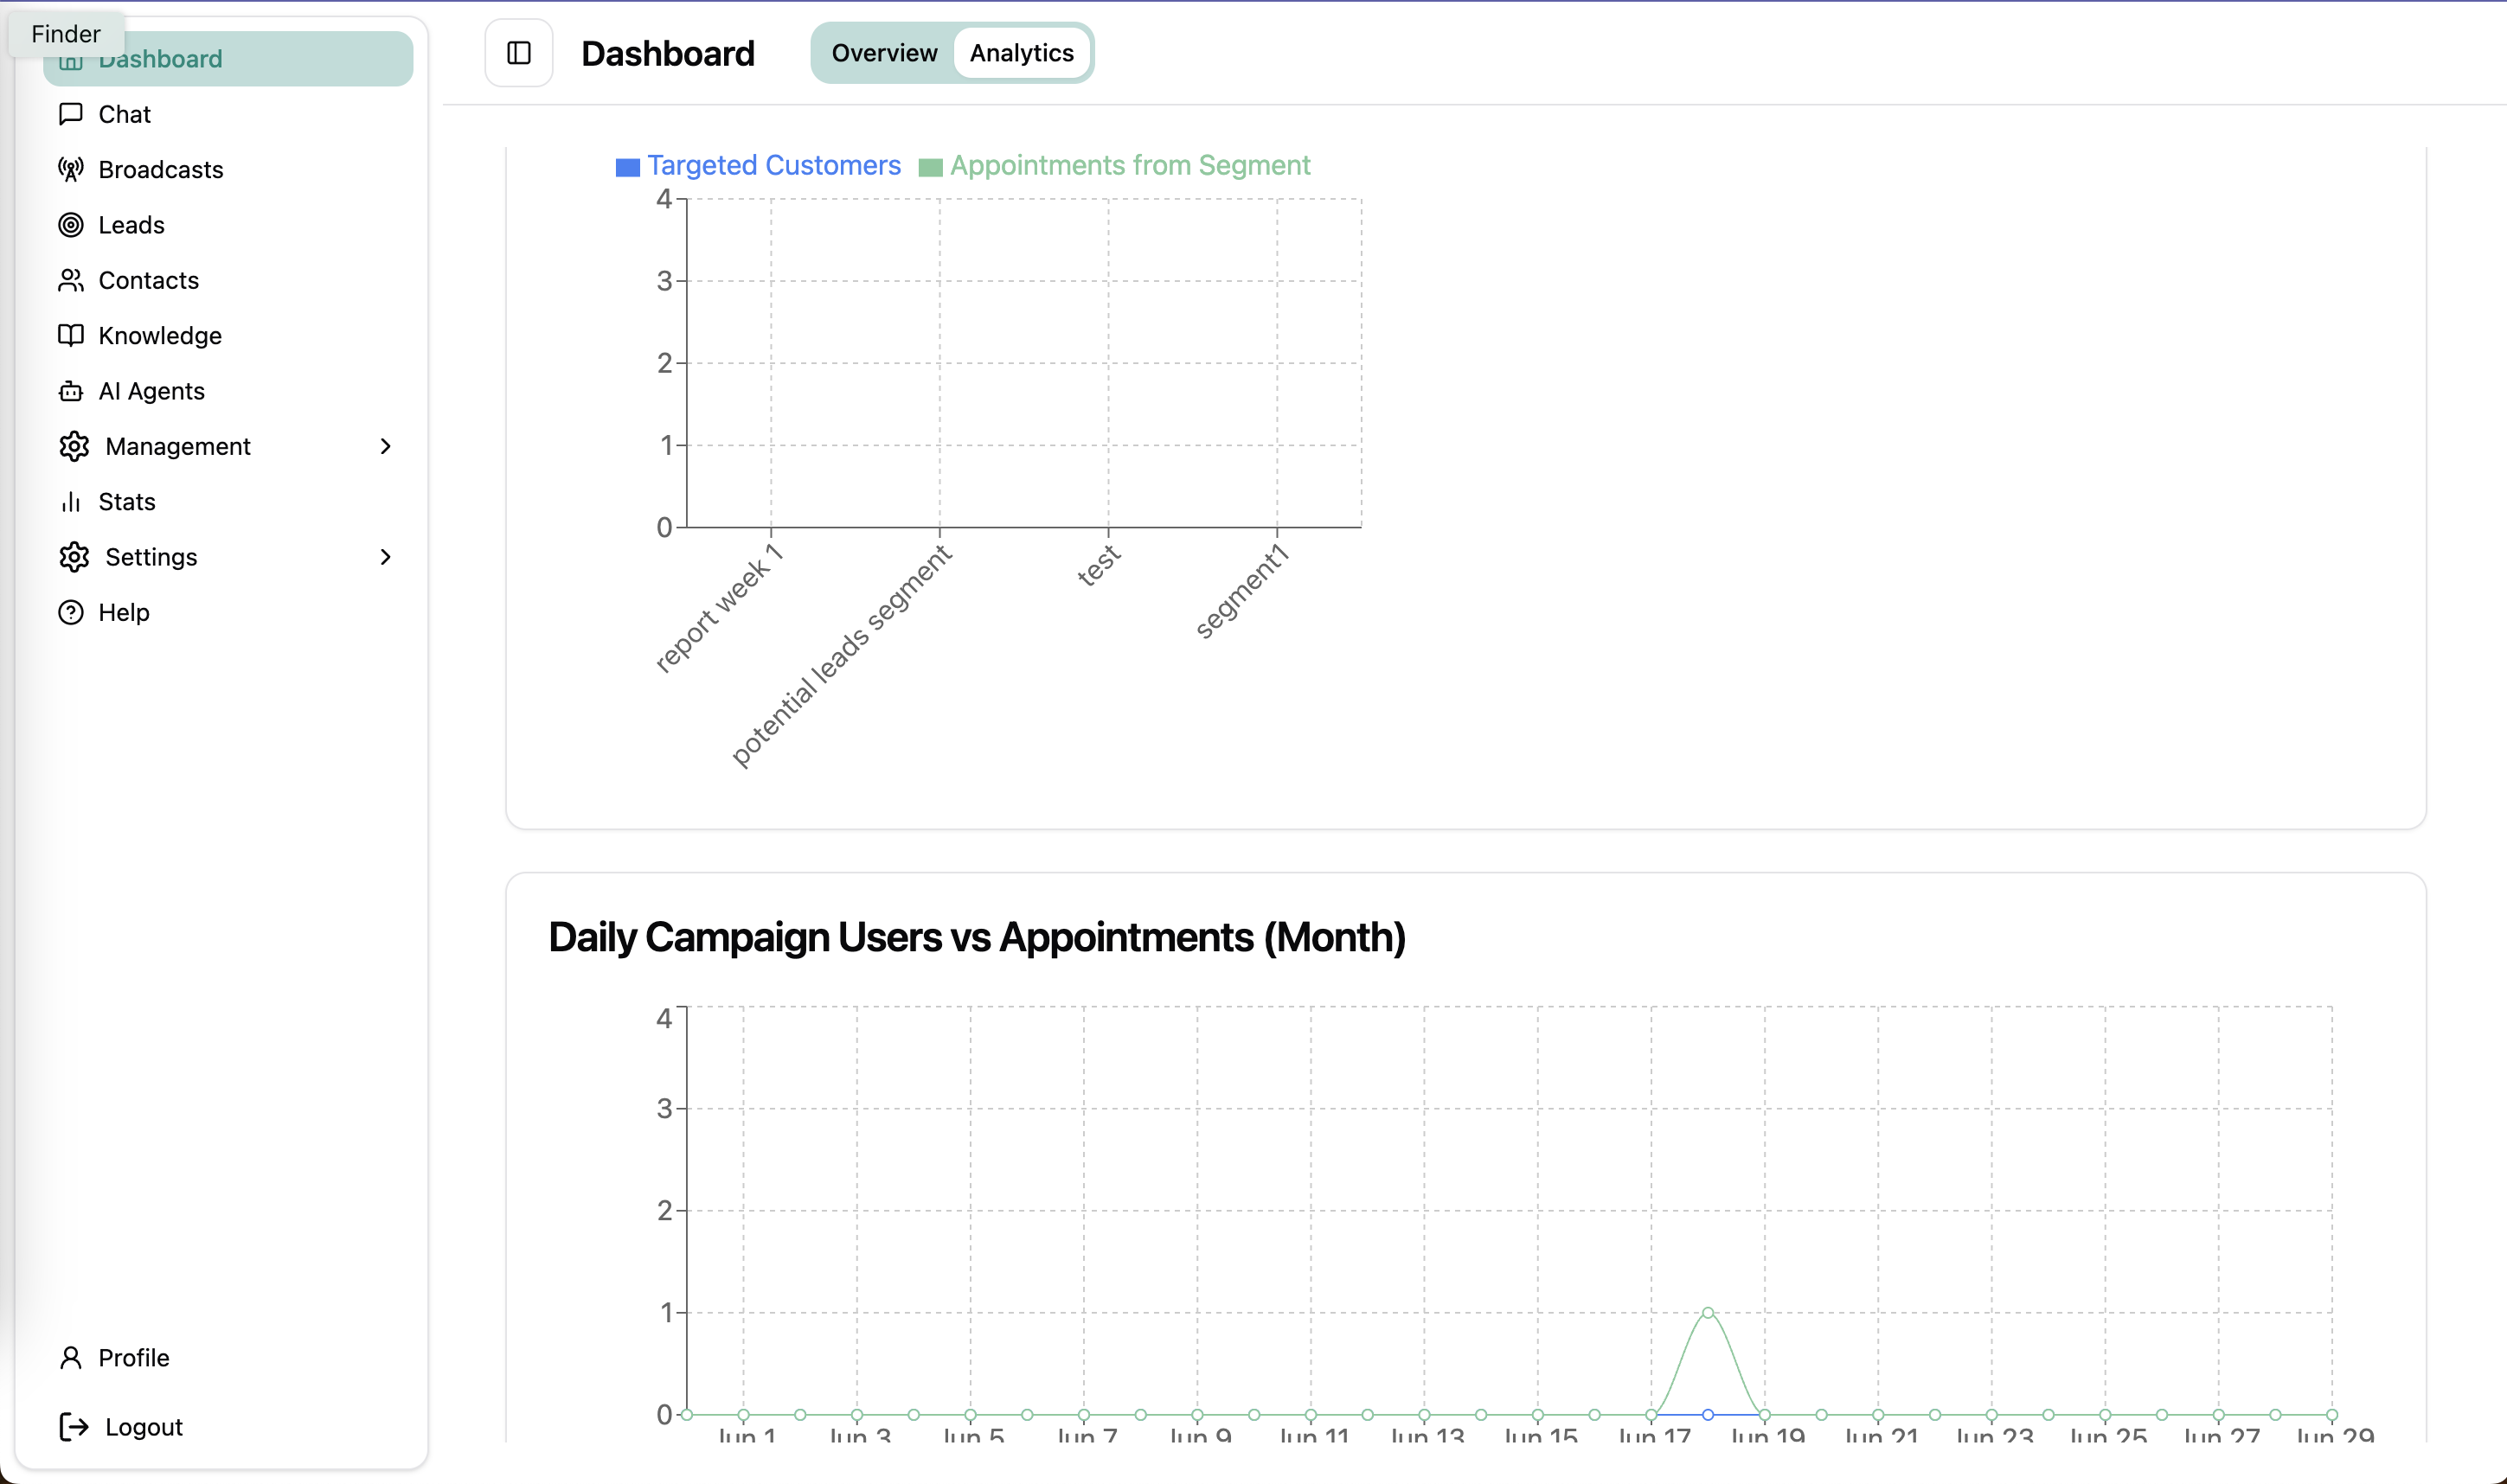 Finder
Dashboard
Chat
Broadcasts
Leads
Contacts
Knowledge
AI Agents
Management
Stats
Settings
Help
Profile
Logout
Dashboard
Overview
Analytics
Targeted Customers
Appointments from Segment
4
3
2
1
0
report week 1
potential leads segment
test
segment1
Daily Campaign Users vs Appointments (Month)
4
3
2
1
0
Jun 1
Jun 3
Jun 5
Jun 7
Jun 9
Jun 11
Jun 13
Jun 15
Jun 17
Jun 19
Jun 21
Jun 23
Jun 25
Jun 27
Jun 29